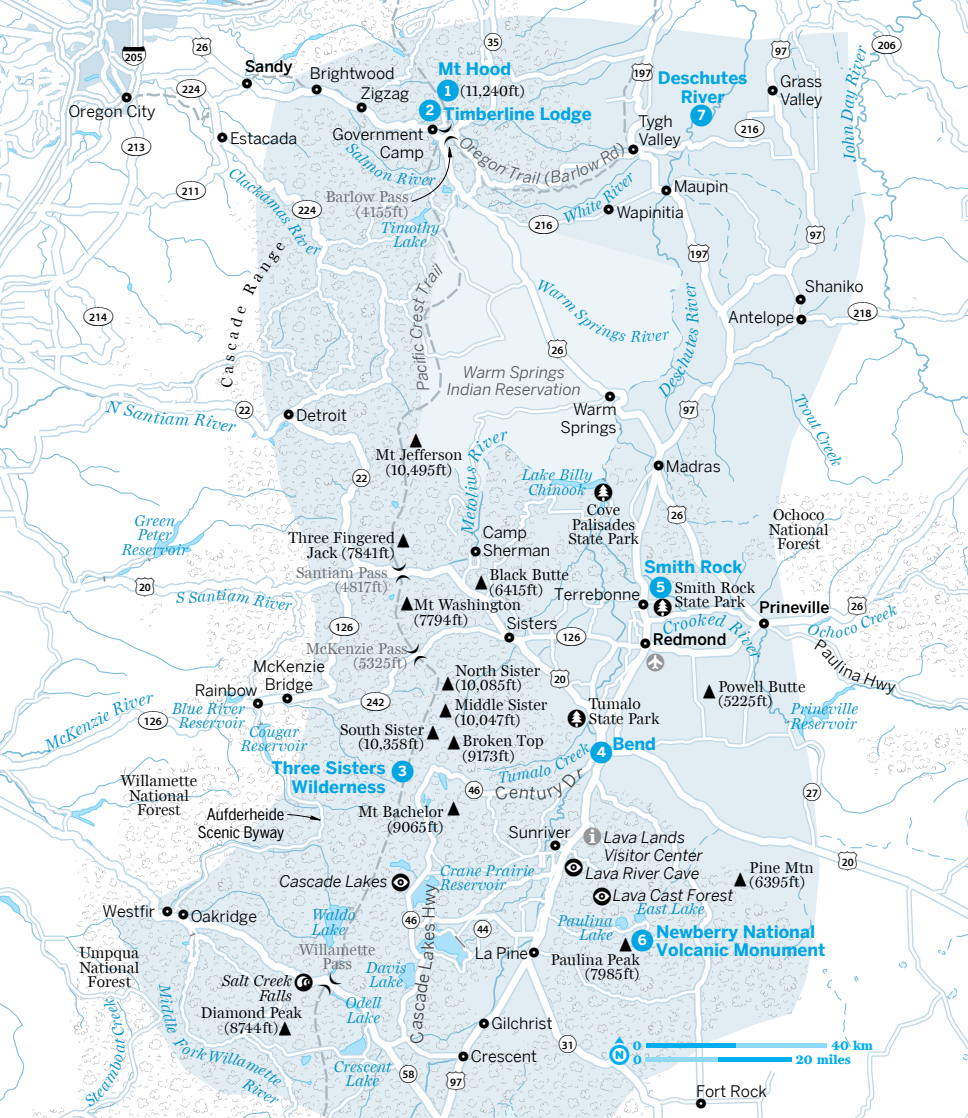 26
35
97
206
205
Sandy
Brightwood
Mt Hood
1
(11,240ft)
197
Deschutes
River
7
Grass
Valley
John Day River
224
Zigzag
2
Timberline Lodge
Oregon City
Government
Camp
Tygh
Valley
216
213
Estacada
Salmon River
Oregon Trail (Barlow Rd)
211
Clackamas River
224
Barlow Pass
(4155ft)
White River
Maupin
Wapinitia
Timothy
Lake
216
97
197
Cascade Range
Pacific Crest Trail
Warm Springs River
Deschutes River
Shaniko
Antelope
218
214
26
Warm Springs
Indian Reservation
N Santiam River
22
Detroit
Warm
Springs
97
Trout Creek
Mt Jefferson
(10,495ft)
Metolius River
Madras
22
Lake Billy
Chinook
Cove
Palisades
State Park
26
Ochoco
National
Forest
Green
Peter
Reservoir
Three Fingered
Jack (7841ft)
Camp
Sherman
Santiam Pass
(4817ft)
Black Butte
(6415ft)
Smith Rock
5
Smith Rock
State Park
Terrebonne
20
S Santiam River
Mt Washington
(7794ft)
Prineville
26
Ochoco Creek
126
Sisters
126
Crooked River
Redmond
McKenzie Pass
(5325ft)
Paulina Hwy
McKenzie
Bridge
North Sister
(10,085ft)
20
Rainbow
Powell Butte
(5225ft)
McKenzie River
126
Blue River
Reservoir
242
Middle Sister
(10,047ft)
Tumalo
State Park
Prineville
Reservoir
Cougar
Reservoir
South Sister
(10,358ft)
Broken Top
(9173ft)
4
Bend
Three Sisters
Wilderness
3
Tumalo Creek
Willamette
National
Forest
46
Century Dr
27
Aufderheide
Scenic Byway
Mt Bachelor
(9065ft)
Sunriver
Lava Lands
Visitor Center
20
Lava River Cave
Pine Mtn
(6395ft)
Cascade Lakes
Crane Prairie
Reservoir
Lava Cast Forest
East Lake
Westfir
Oakridge
Waldo
Lake
46
Paulina
Lake
44
6
Newberry National
Volcanic Monument
Umpqua
National
Forest
Willamette
Pass
La Pine
Paulina Peak
(7985ft)
Salt Creek
Falls
Davis
Lake
Cascade Lakes Hwy
Diamond Peak
(8744ft)
Odell
Lake
Gilchrist
Steamboat Creek
Middle Fork Willamette River
31
N
0
40 km
0
20 miles
Crescent
Crescent
Lake
58
97
Fort Rock